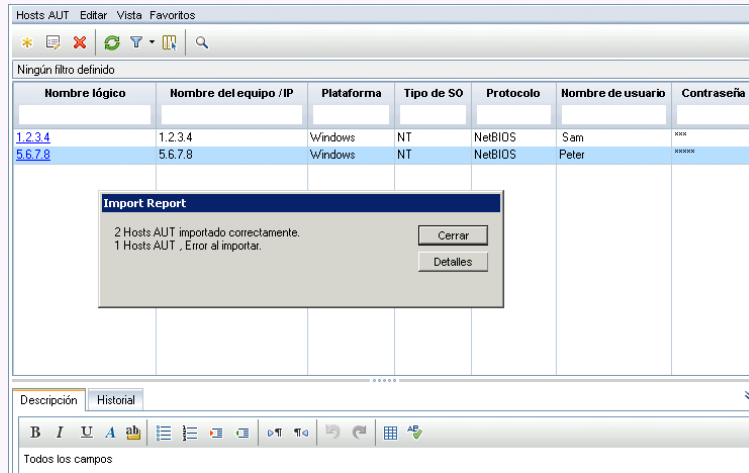 Hosts AUT Editar Vista Favoritos
Ningún filtro definido
Nombre lógico Nombre del equipo / IP Plataforma Tipo de SO Protocolo Nombre de usuario Contraseña
1.2.3.4 1.2.3.4 Windows NT NetBIOS Sam ***
5.6.7.8 5.6.7.8 Windows NT NetBIOS Peter *****
Import Report
2 Hosts AUT importado correctamente.
1 Hosts AUT , Error al importar.
Cerrar
Detalles
Descripción Historial
B I U A ab
Todos los campos